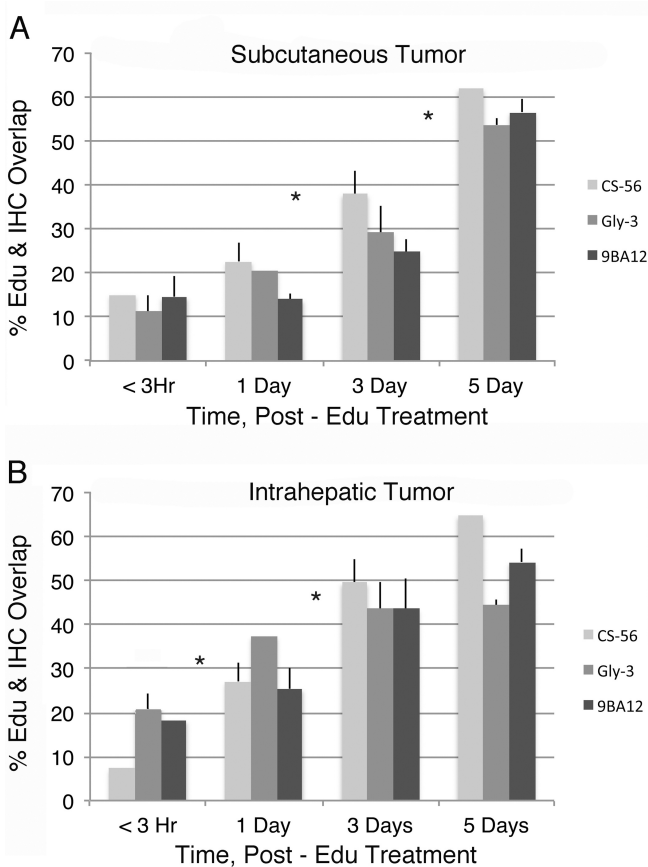 A
Subcutaneous Tumor
% Edu & IHC Overlap
70
60
50
40
30
20
10
0
*
*
CS-56
Gly-3
9BA12
< 3Hr 1 Day 3 Day 5 Day
Time, Post - Edu Treatment
B
Intrahepatic Tumor
% Edu & IHC Overlap
70
60
50
40
30
20
10
0
*
*
CS-56
Gly-3
9BA12
< 3 Hr 1 Day 3 Days 5 Days
Time, Post - Edu Treatment